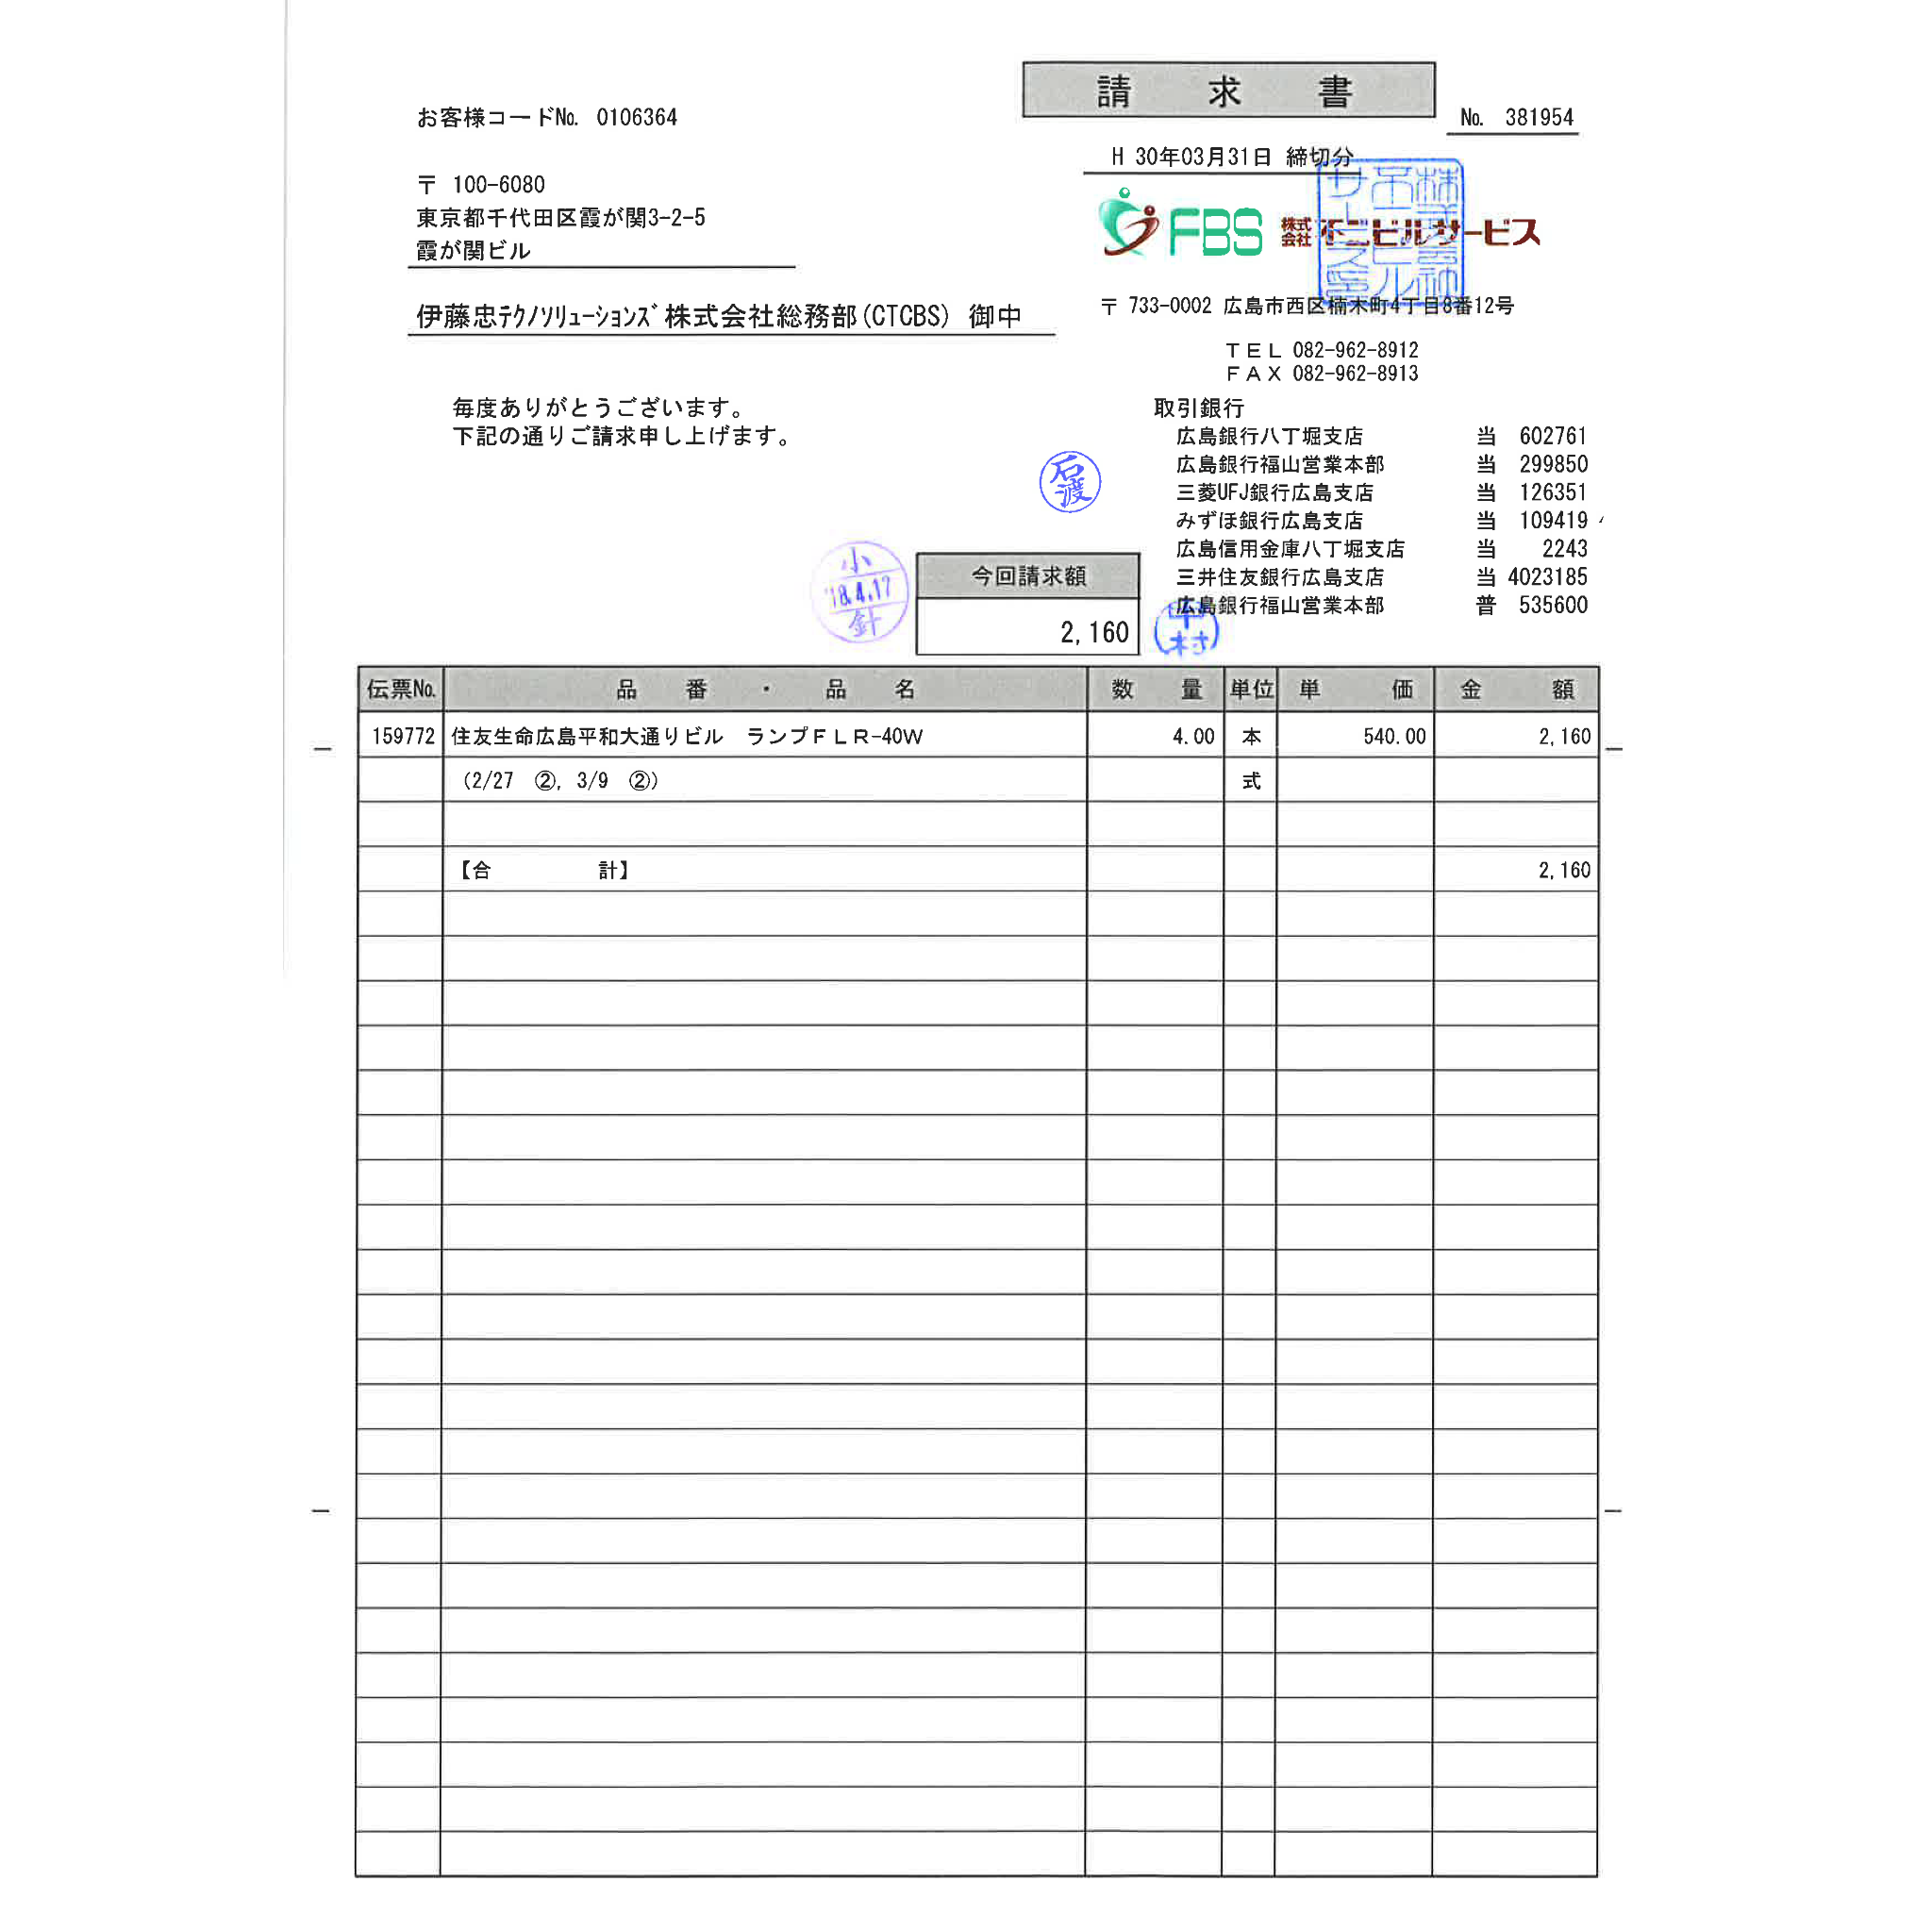 請求書
お客様コードNo. 0106364
No. 381954
H 30年03月31日 締切分
〒 100-6080
東京都千代田区霞が関3-2-5
霞が関ビル
FBS 株式会社 不二ビルサービス
伊藤忠ﾃｸﾉｿﾘｭｰｼｮﾝｽﾞ株式会社総務部(CTCBS) 御中
〒 733-0002 広島市西区楠木町4丁目8番12号
ＴＥＬ 082-962-8912
ＦＡＸ 082-962-8913
毎度ありがとうございます。
下記の通りご請求申し上げます。
取引銀行
広島銀行八丁堀支店 当 602761
広島銀行福山営業本部 当 299850
三菱UFJ銀行広島支店 当 126351
みずほ銀行広島支店 当 109419
広島信用金庫八丁堀支店 当 2243
三井住友銀行広島支店 当 4023185
広島銀行福山営業本部 普 535600
石渡
小
'18.4.17
針
今回請求額
2,160
中村
伝票No. 品番・品名 数量 単位 単価 金額
159772 住友生命広島平和大通りビル ランプＦＬＲ-40Ｗ 4.00 本 540.00 2,160
(2/27 ②, 3/9 ②) 式
【合計】 2,160